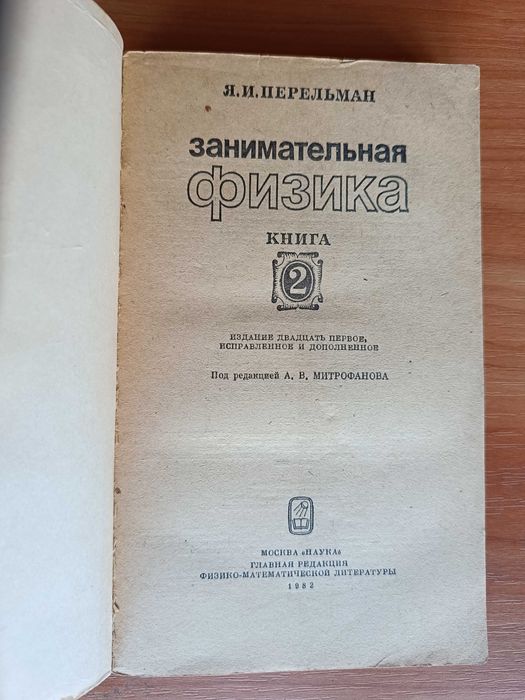 Я. И. ПЕРЕЛЬМАН
занимательная
физика
КНИГА
2
ИЗДАНИЕ ДВАДЦАТЬ ПЕРВОЕ,
ИСПРАВЛЕННОЕ И ДОПОЛНЕННОЕ
Под редакцией А. В. МИТРОФАНОВА
МОСКВА «НАУКА»
ГЛАВНАЯ РЕДАКЦИЯ
ФИЗИКО-МАТЕМАТИЧЕСКОЙ ЛИТЕРАТУРЫ
1982